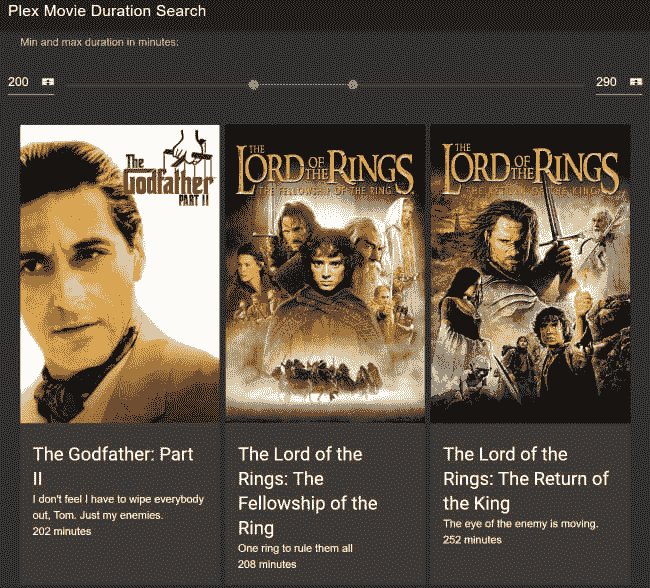 Plex Movie Duration Search
Min and max duration in minutes:
200
290
The
Godfather
PART II
THE
LORD OF
THE RINGS
THE FELLOWSHIP OF THE RING
THE
LORD OF
THE RINGS
THE RETURN OF THE KING
The Godfather: Part
II
I don't feel I have to wipe everybody
out, Tom. Just my enemies.
202 minutes
The Lord of the
Rings: The
Fellowship of the
Ring
One ring to rule them all
208 minutes
The Lord of the
Rings: The Return of
the King
The eye of the enemy is moving.
252 minutes